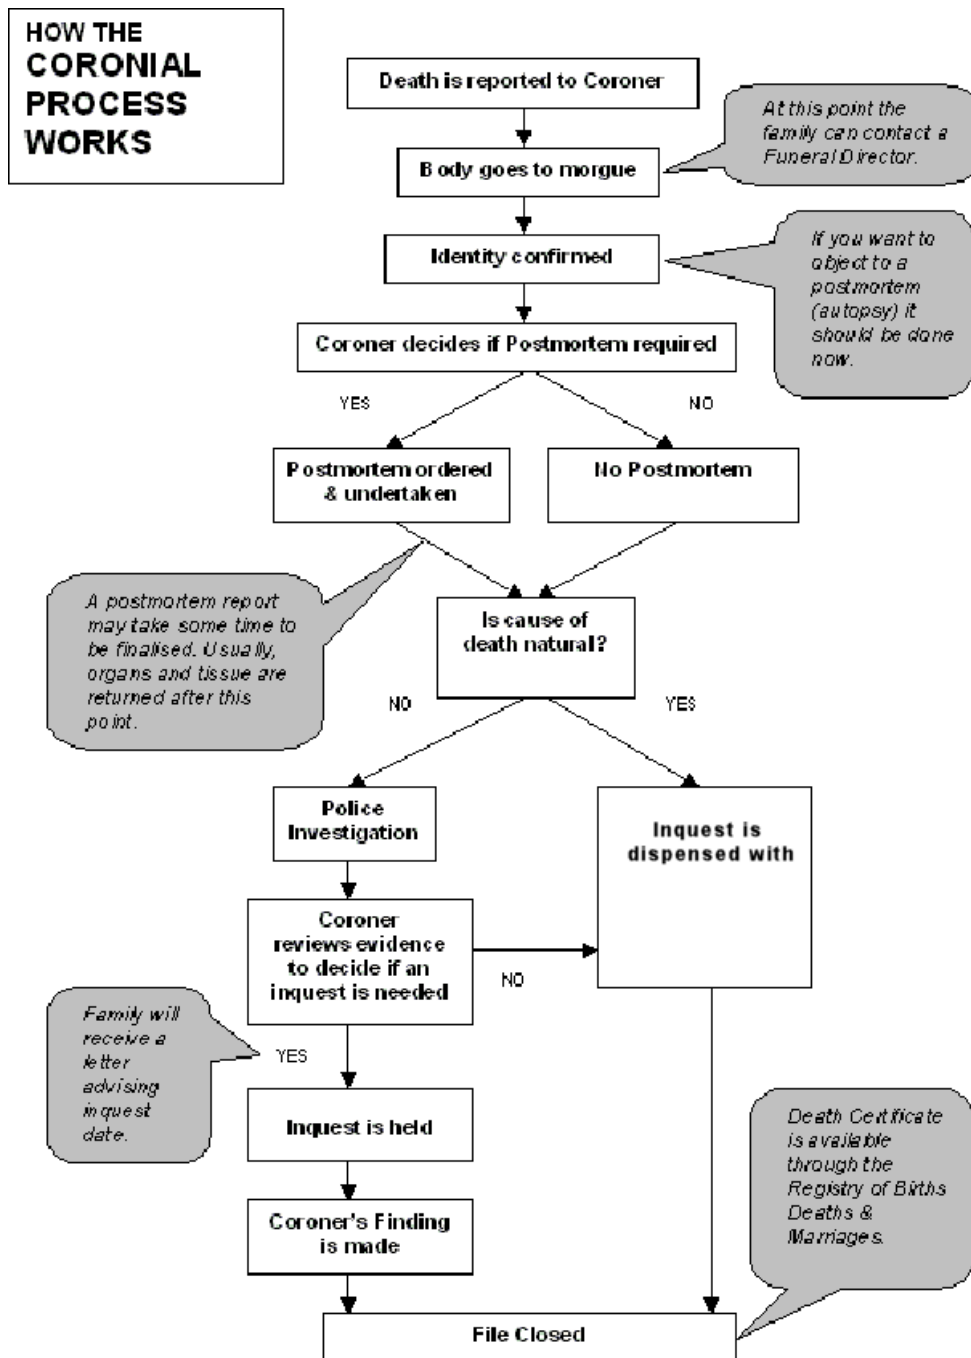 HOW THE
CORONIAL
PROCESS
WORKS
Death is reported to Coroner
At this point the
family can contact a
Funeral Director.
Body goes to morgue
Identity confirmed
If you want to
object to a
postmortem
(autopsy) it
should be done
now.
Coroner decides if Postmortem required
YES
NO
Postmortem ordered
& undertaken
No Postmortem
A postmortem report
may take some time to
be finalised. Usually,
organs and tissue are
returned after this
point.
Is cause of
death natural?
NO
YES
Police
Investigation
Inquest is
dispensed with
Coroner
reviews evidence
to decide if an
inquest is needed
NO
Family will
receive a
letter
advising
inquest
date.
YES
Inquest is held
Death Certificate
is available
through the
Registry of Births
Deaths &
Marriages.
Coroner's Finding
is made
File Closed